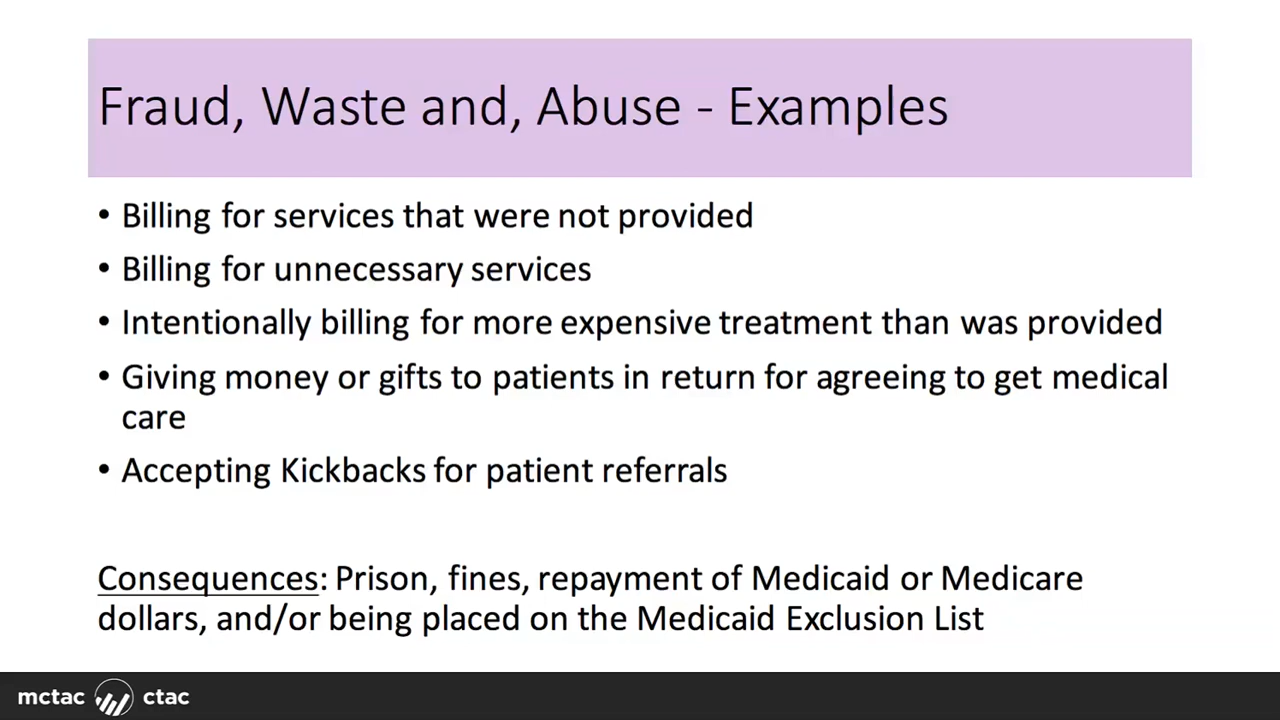 Fraud, Waste and, Abuse - Examples
• Billing for services that were not provided
• Billing for unnecessary services
• Intentionally billing for more expensive treatment than was provided
• Giving money or gifts to patients in return for agreeing to get medical
care
• Accepting Kickbacks for patient referrals
Consequences: Prison, fines, repayment of Medicaid or Medicare
dollars, and/or being placed on the Medicaid Exclusion List
mctac ctac